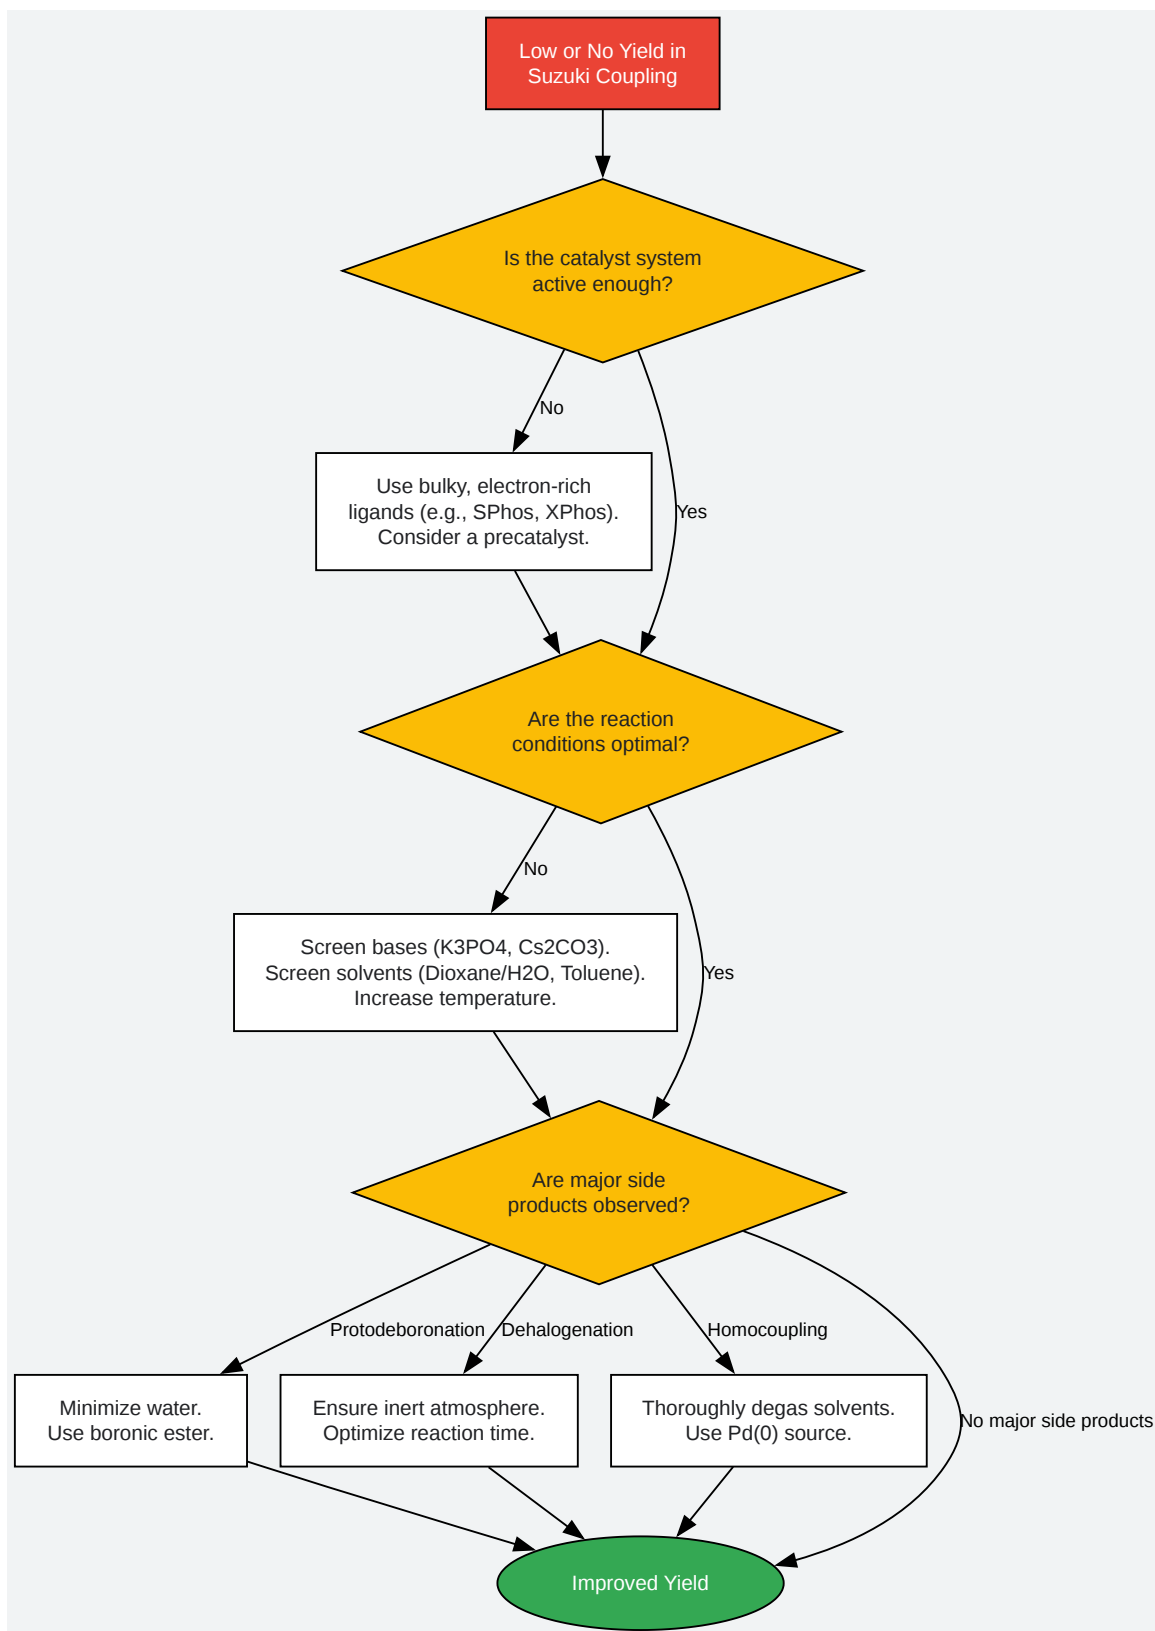 Low or No Yield in
Suzuki Coupling
Is the catalyst system
active enough?
No
Use bulky, electron-rich
ligands (e.g., SPhos, XPhos).
Consider a precatalyst.
Yes
Are the reaction
conditions optimal?
No
Screen bases (K3PO4, Cs2CO3).
Screen solvents (Dioxane/H2O, Toluene).
Increase temperature.
Yes
Are major side
products observed?
Protodeboronation
Dehalogenation
Homocoupling
No major side products
Minimize water.
Use boronic ester.
Ensure inert atmosphere.
Optimize reaction time.
Thoroughly degas solvents.
Use Pd(0) source.
Improved Yield